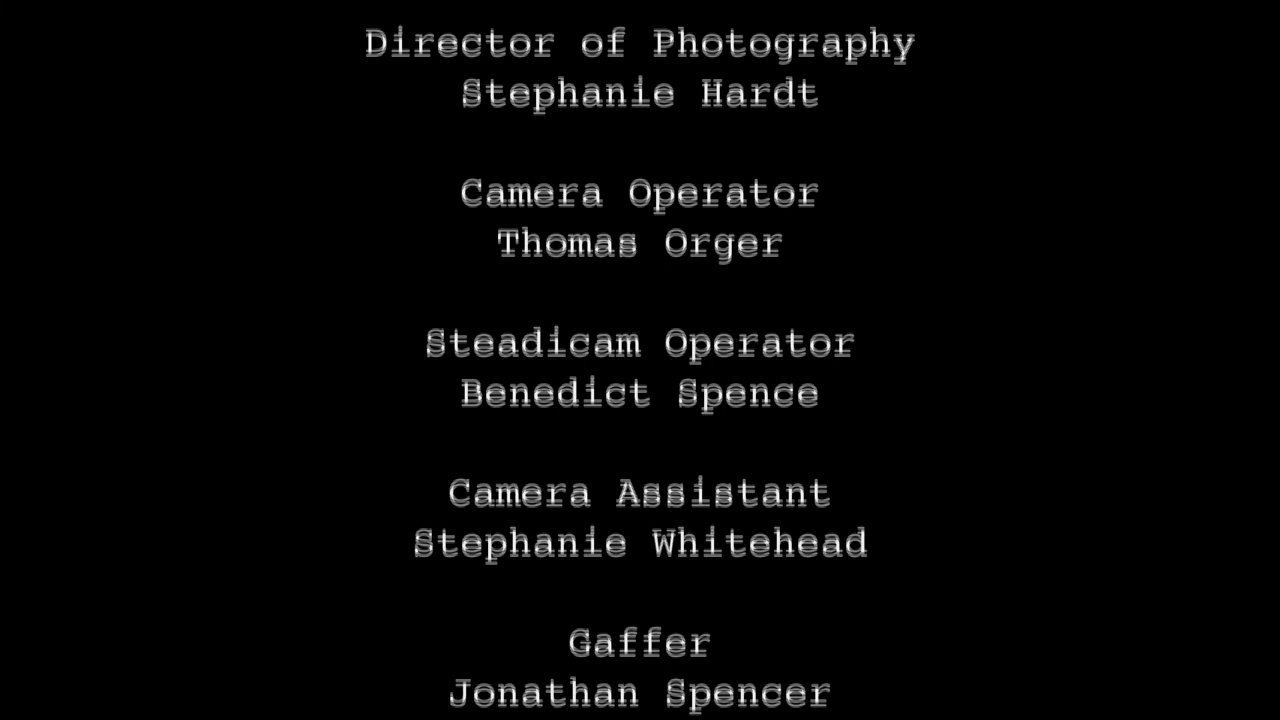 Director of Photography
Stephanie Hardt
Camera Operator
Thomas Orger
Steadicam Operator
Benedict Spence
Camera Assistant
Stephanie Whitehead
Gaffer
Jonathan Spencer